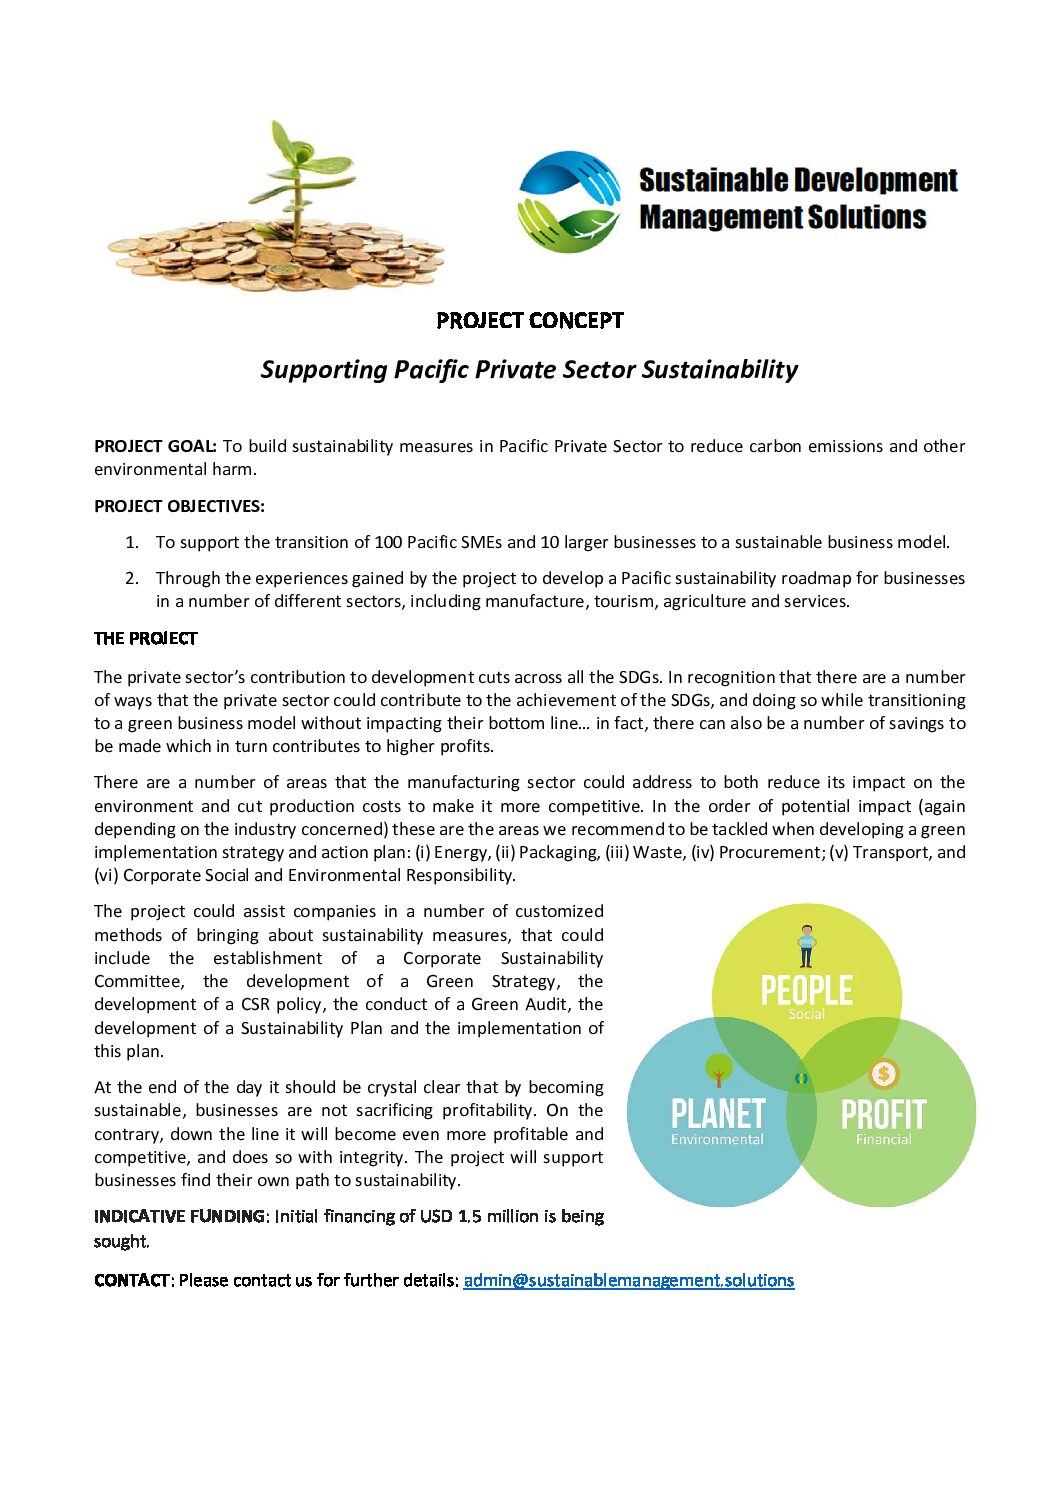 Sustainable Development
Management Solutions
PROJECT CONCEPT
Supporting Pacific Private Sector Sustainability
PROJECT GOAL: To build sustainability measures in Pacific Private Sector to reduce carbon emissions and other
environmental harm.
PROJECT OBJECTIVES:
1. To support the transition of 100 Pacific SMEs and 10 larger businesses to a sustainable business model.
2. Through the experiences gained by the project to develop a Pacific sustainability roadmap for businesses
in a number of different sectors, including manufacture, tourism, agriculture and services.
THE PROJECT
The private sector’s contribution to development cuts across all the SDGs. In recognition that there are a number
of ways that the private sector could contribute to the achievement of the SDGs, and doing so while transitioning
to a green business model without impacting their bottom line… in fact, there can also be a number of savings to
be made which in turn contributes to higher profits.
There are a number of areas that the manufacturing sector could address to both reduce its impact on the
environment and cut production costs to make it more competitive. In the order of potential impact (again
depending on the industry concerned) these are the areas we recommend to be tackled when developing a green
implementation strategy and action plan: (i) Energy, (ii) Packaging, (iii) Waste, (iv) Procurement; (v) Transport, and
(vi) Corporate Social and Environmental Responsibility.
The project could assist companies in a number of customized
methods of bringing about sustainability measures, that could
include the establishment of a Corporate Sustainability
Committee, the development of a Green Strategy, the
development of a CSR policy, the conduct of a Green Audit, the
development of a Sustainability Plan and the implementation of
this plan.
At the end of the day it should be crystal clear that by becoming
sustainable, businesses are not sacrificing profitability. On the
contrary, down the line it will become even more profitable and
competitive, and does so with integrity. The project will support
businesses find their own path to sustainability.
PEOPLE
Social
PLANET
Environmental
$
PROFIT
Financial
INDICATIVE FUNDING: Initial financing of USD 1.5 million is being
sought.
CONTACT: Please contact us for further details: admin@sustainablemanagement.solutions